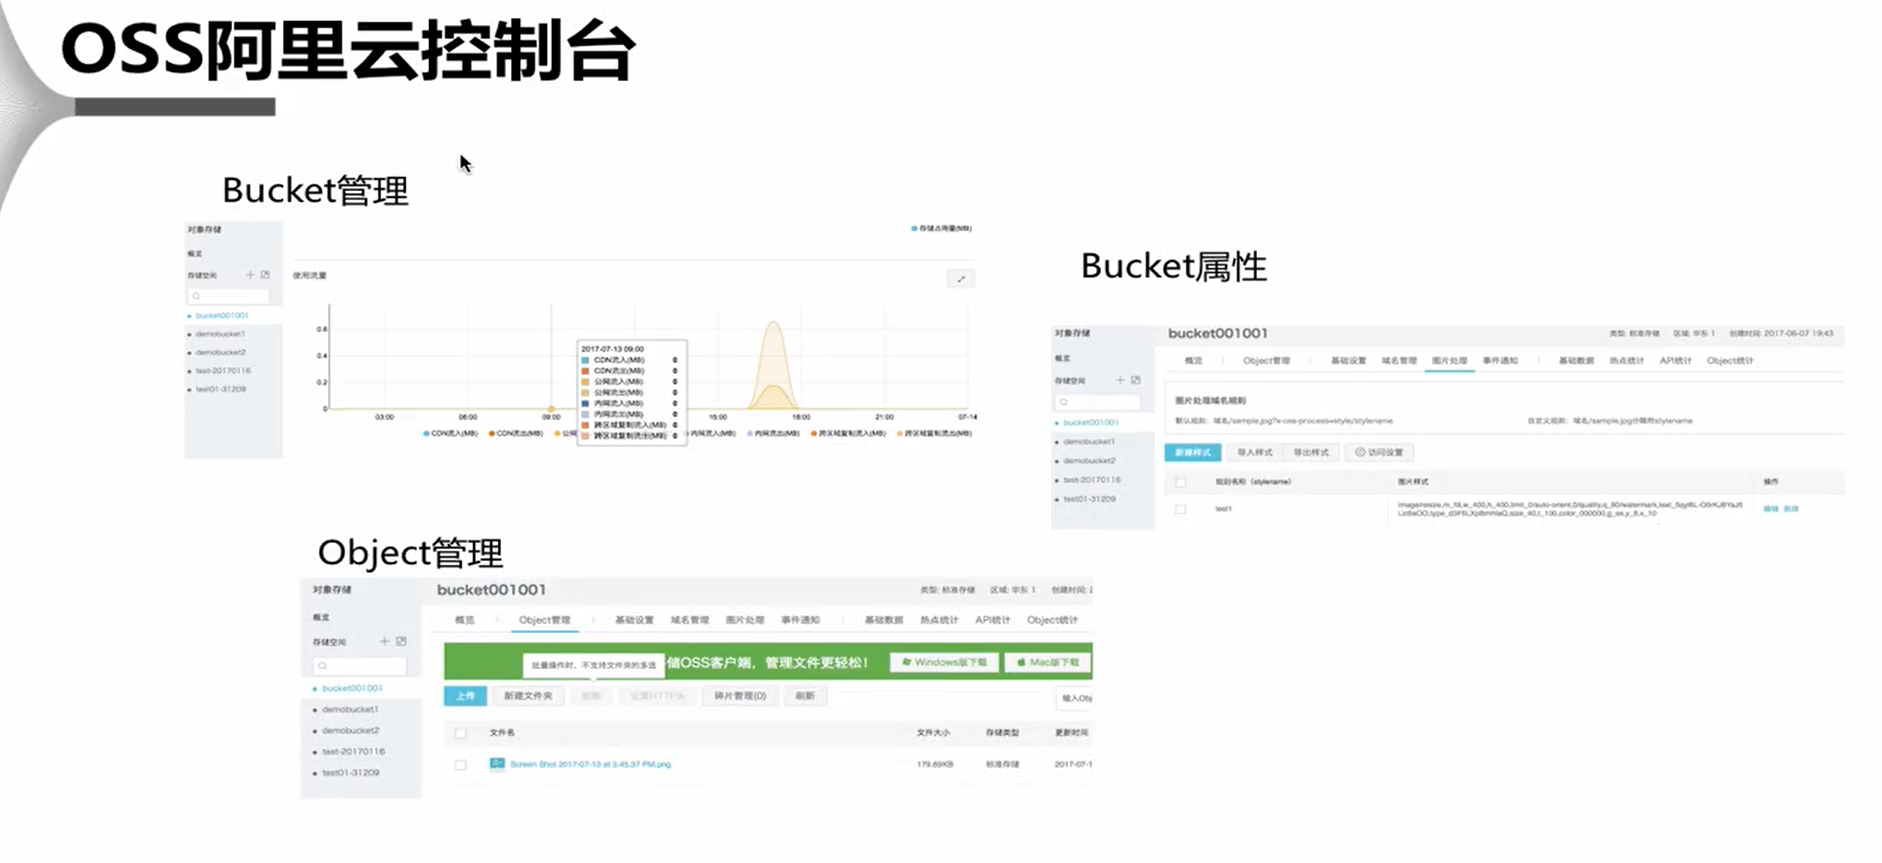 OSS阿里云控制台
Bucket管理
对象存储
概览
存储空间
bucket001001
demobucket1
demobucket2
test-20170116
test01-31209
存储占用量(MB)
使用流量
0.6
0.4
0.2
0
03:00 06:00 09:00 15:00 18:00 21:00 07-14
2017-07-13 09:00
CDN流入(MB) 0
CDN流出(MB) 0
公网流入(MB) 0
公网流出(MB) 0
内网流入(MB) 0
内网流出(MB) 0
跨区域复制流入(MB) 0
跨区域复制流出(MB) 0
CDN流入(MB) CDN流出(MB) 公网 内网流入(MB) 内网流出(MB) 跨区域复制流入(MB) 跨区域复制流出(MB)
Bucket属性
对象存储
概览
存储空间
bucket001001
demobucket1
demobucket2
test-20170116
test01-31209
bucket001001 类型: 标准存储 区域: 华东 1 创建时间: 2017-06-07 19:43
概览 Object管理 基础设置 域名管理 图片处理 事件通知 基础数据 热点统计 API统计 Object统计
图片处理域名规则
默认规则: 域名/sample.jpg?x-oss-process=style/stylename 自定义规则: 域名/sample.jpg分隔符stylename
新建样式 导入样式 导出样式 访问设置
规则名称 (stylename) 图片样式 操作
test1
编辑 删除
Object管理
对象存储
概览
存储空间
bucket001001
demobucket1
demobucket2
test-20170116
test01-31209
bucket001001 类型: 标准存储 区域: 华东 1 创建时间: 2
概览 Object管理 基础设置 域名管理 图片处理 事件通知 基础数据 热点统计 API统计 Object统计
批量操作时，不支持文件夹的多选 储OSS客户端，管理文件更轻松！ Windows版下载 Mac版下载
上传 新建文件夹 删除 设置HTTP头 碎片管理(0) 刷新 输入Obj
文件名 文件大小 存储类型 更新时间
Screen Shot 2017-07-13 at 3.45.37 PM.png 179.69KB 标准存储 2017-07-1